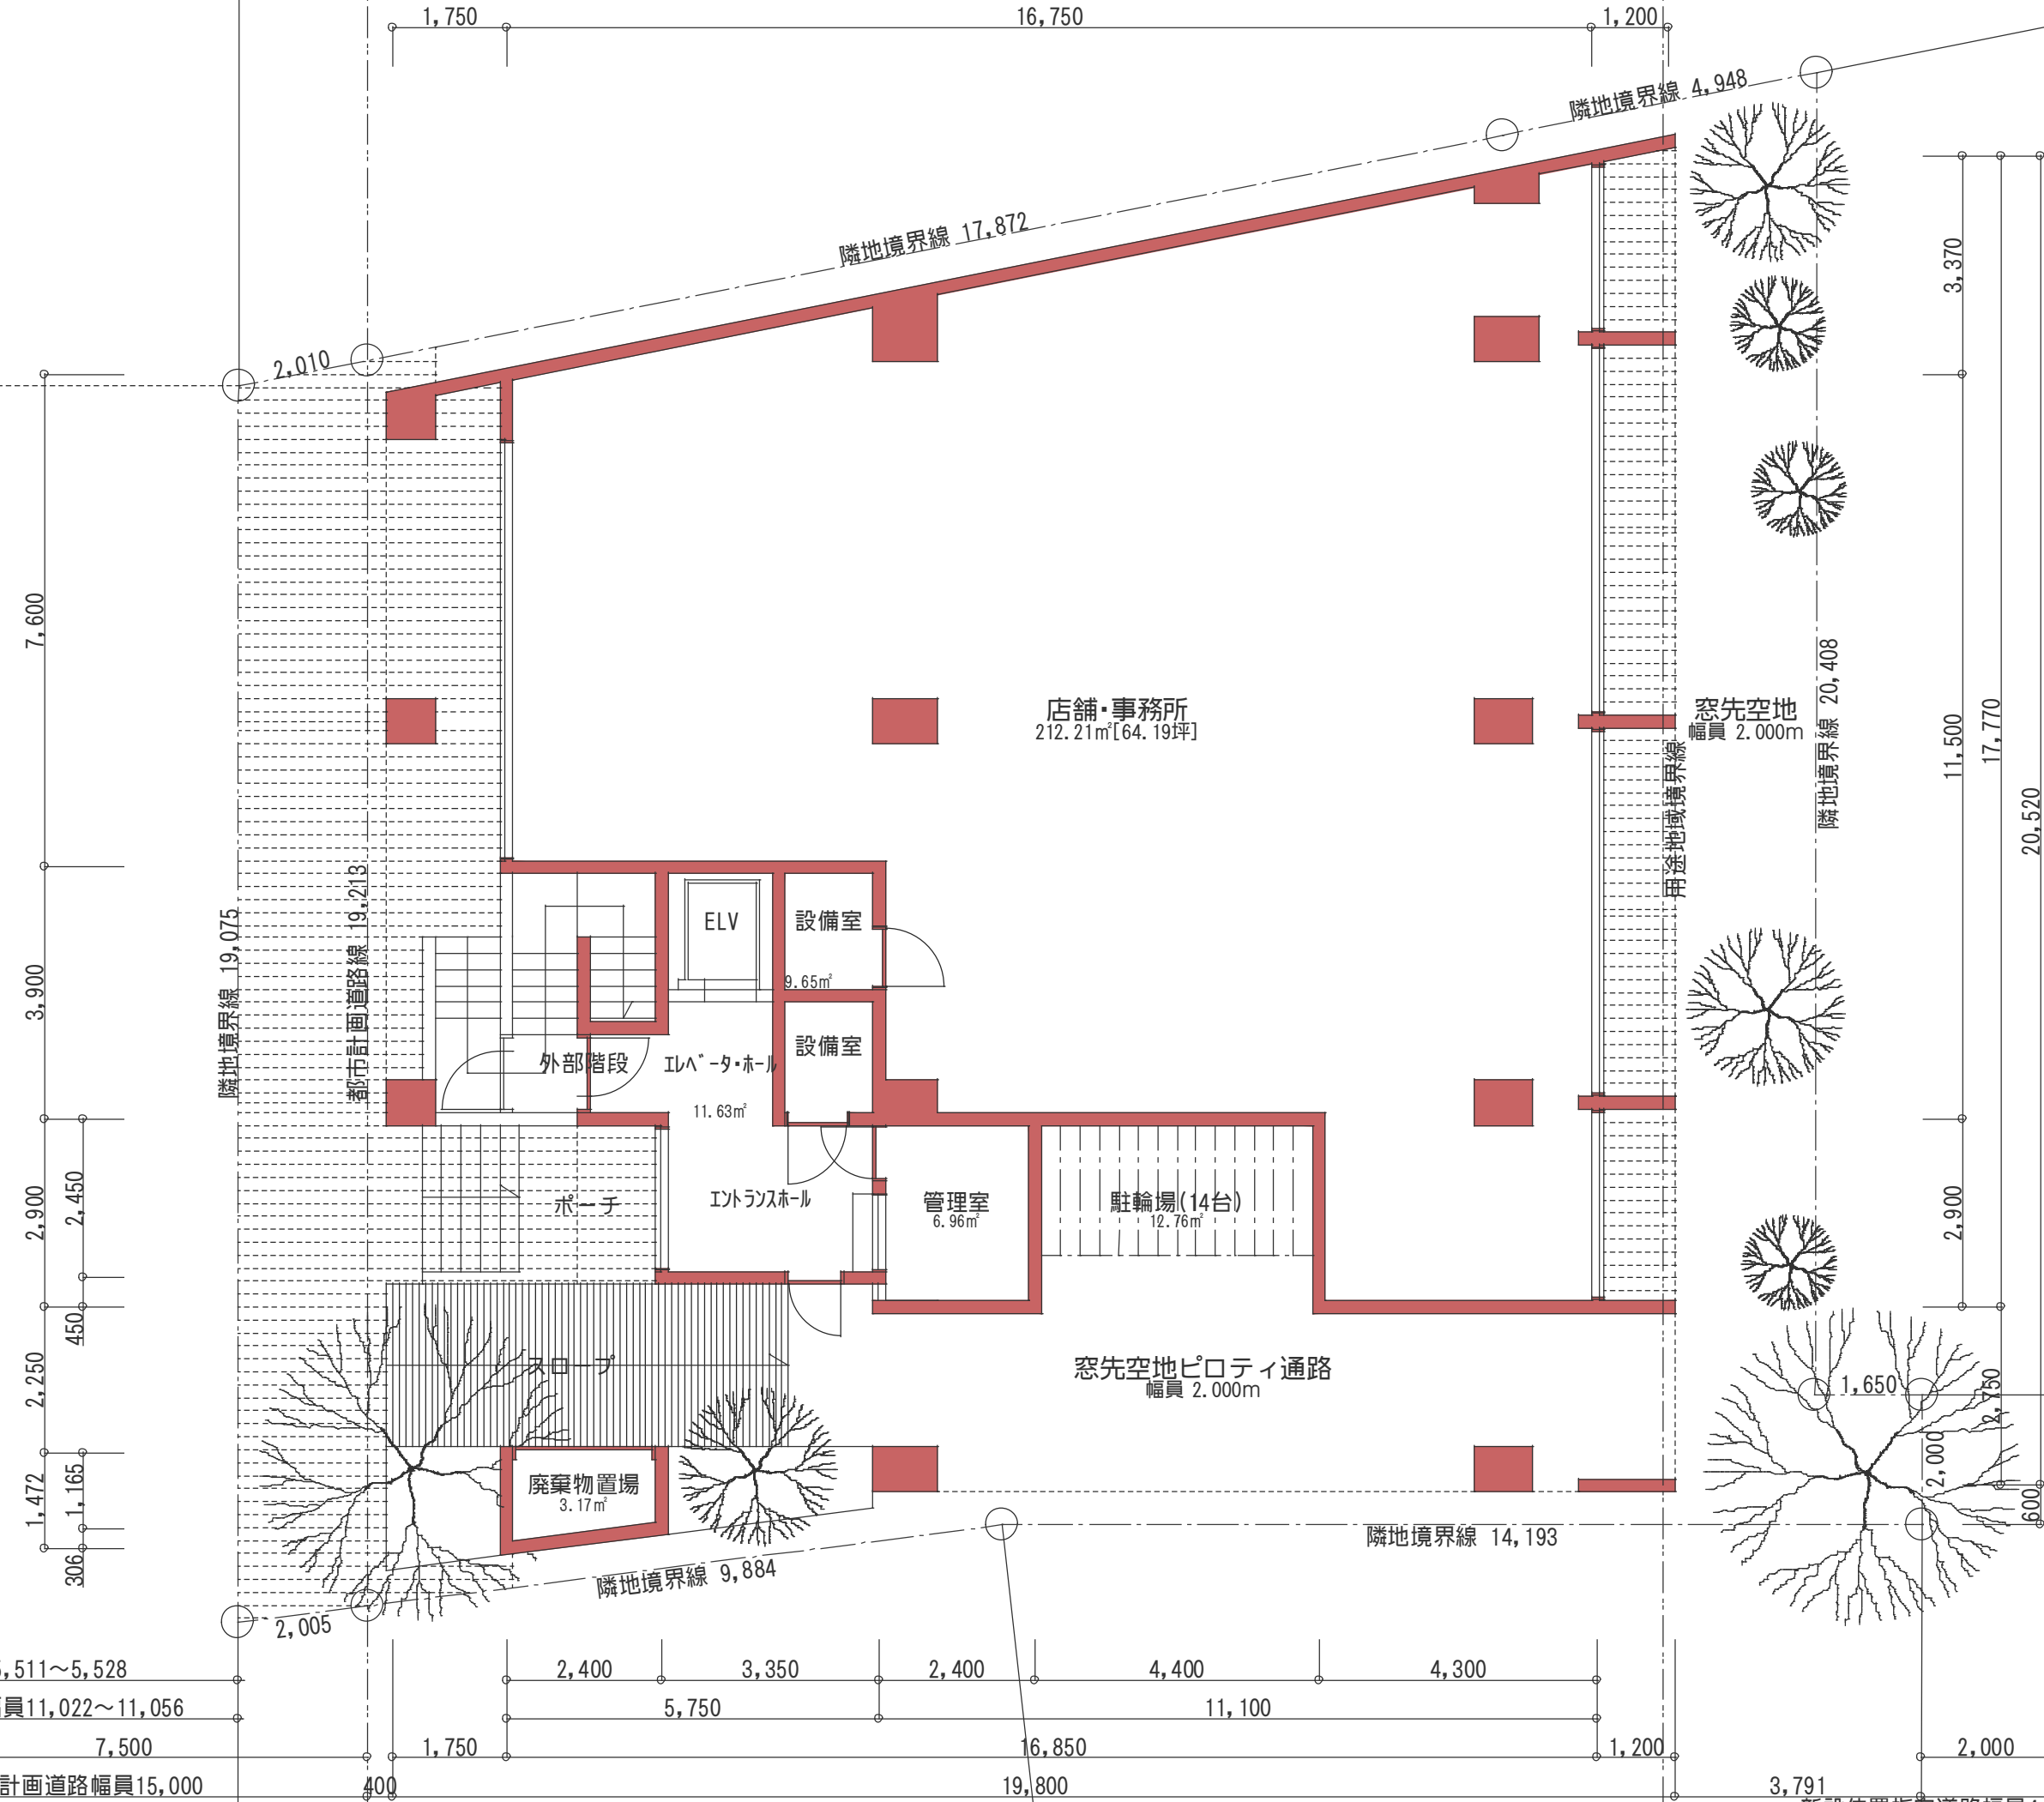 1,750
16,750
1,200
隣地境界線 4,948
隣地境界線 17,872
2,010
3,370
7,600
隣地境界線 20,408
店舗・事務所
212.21㎡[64.19坪]
窓先空地
幅員 2.000m
11,500
17,770
20,520
用途地域境界線
隣地境界線 19,075
都市計画道路線 19,213
ELV
設備室
9.65㎡
3,900
外部階段
エレベータ・ホール
11.63㎡
設備室
2,900
2,450
ポーチ
エントランスホール
管理室
6.96㎡
駐輪場(14台)
12.76㎡
2,900
450
2,250
スロープ
窓先空地ピロティ通路
幅員 2.000m
1,650
2,750
2,000
600
1,472
1,165
306
廃棄物置場
3.17㎡
隣地境界線 14,193
隣地境界線 9,884
2,005
,511～5,528
2,400
3,350
2,400
4,400
4,300
員11,022～11,056
5,750
11,100
7,500
1,750
16,850
1,200
2,000
計画道路幅員15,000
400
19,800
3,791